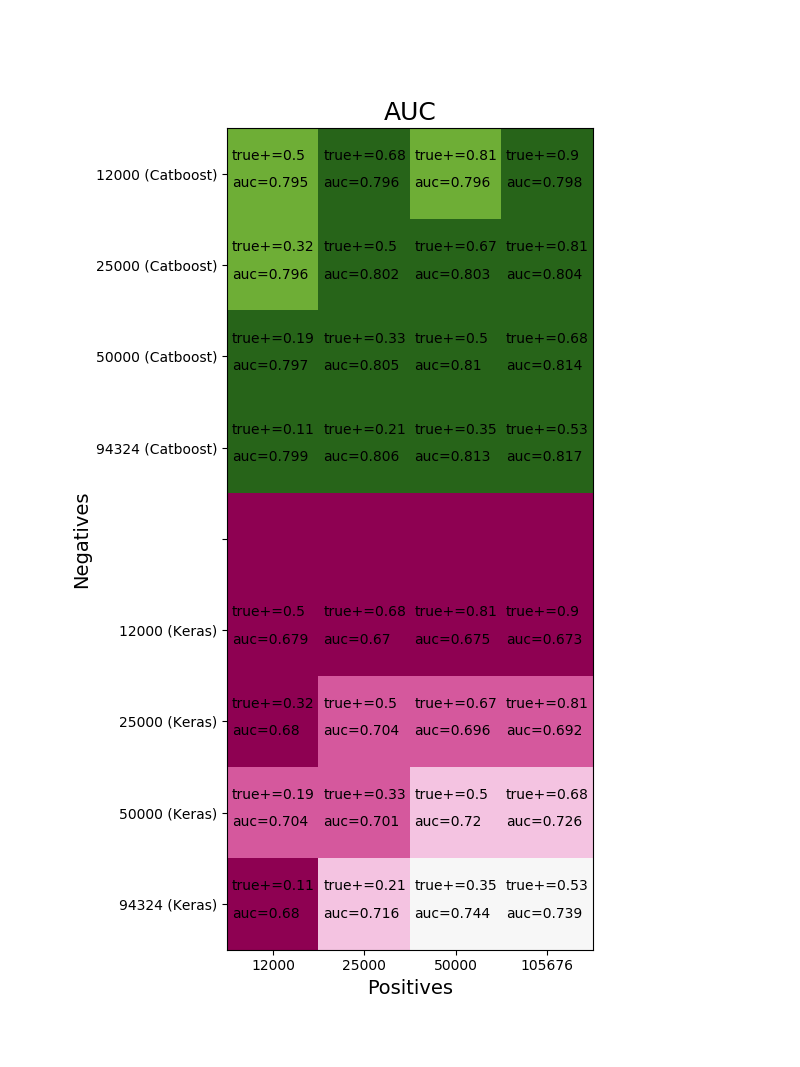 AUC
12000 (Catboost)
true+=0.5 true+=0.68 true+=0.81 true+=0.9
auc=0.795 auc=0.796 auc=0.796 auc=0.798
25000 (Catboost)
true+=0.32 true+=0.5 true+=0.67 true+=0.81
auc=0.796 auc=0.802 auc=0.803 auc=0.804
50000 (Catboost)
true+=0.19 true+=0.33 true+=0.5 true+=0.68
auc=0.797 auc=0.805 auc=0.81 auc=0.814
94324 (Catboost)
true+=0.11 true+=0.21 true+=0.35 true+=0.53
auc=0.799 auc=0.806 auc=0.813 auc=0.817
Negatives
12000 (Keras)
true+=0.5 true+=0.68 true+=0.81 true+=0.9
auc=0.679 auc=0.67 auc=0.675 auc=0.673
25000 (Keras)
true+=0.32 true+=0.5 true+=0.67 true+=0.81
auc=0.68 auc=0.704 auc=0.696 auc=0.692
50000 (Keras)
true+=0.19 true+=0.33 true+=0.5 true+=0.68
auc=0.704 auc=0.701 auc=0.72 auc=0.726
94324 (Keras)
true+=0.11 true+=0.21 true+=0.35 true+=0.53
auc=0.68 auc=0.716 auc=0.744 auc=0.739
12000 25000 50000 105676
Positives